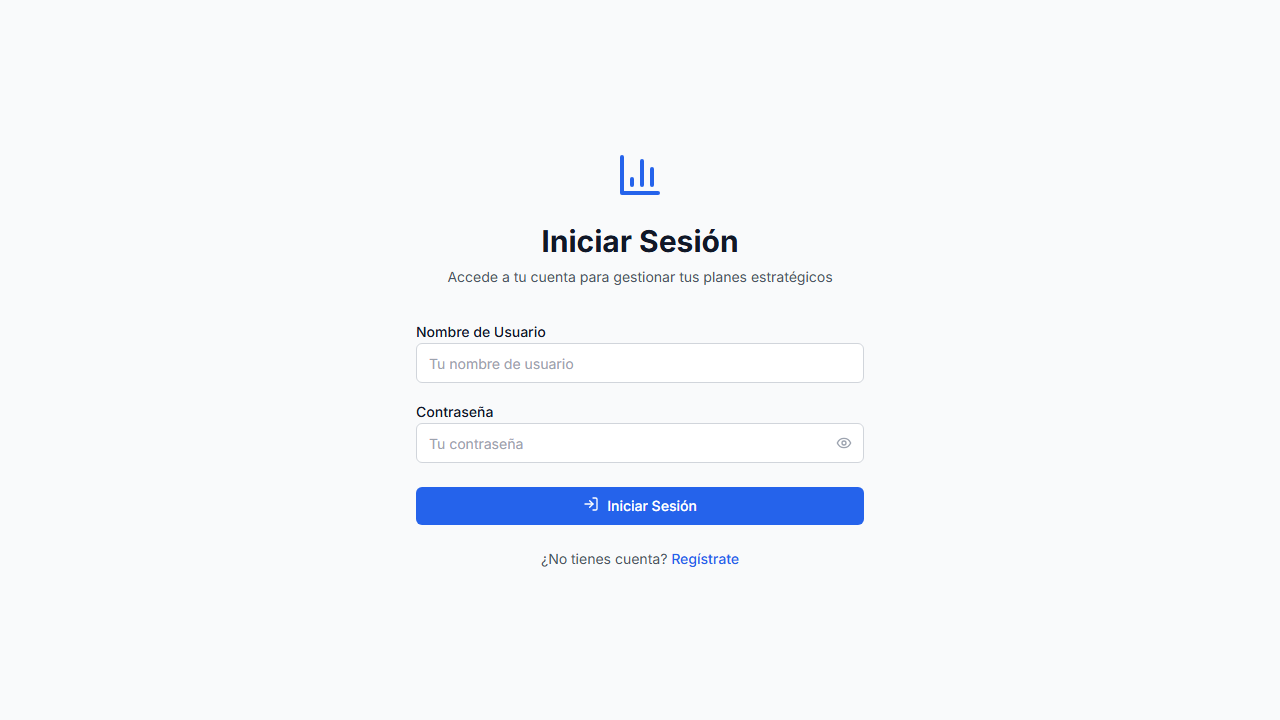 Iniciar Sesión
Accede a tu cuenta para gestionar tus planes estratégicos
Nombre de Usuario
Tu nombre de usuario
Contraseña
Tu contraseña
Iniciar Sesión
¿No tienes cuenta? Regístrate